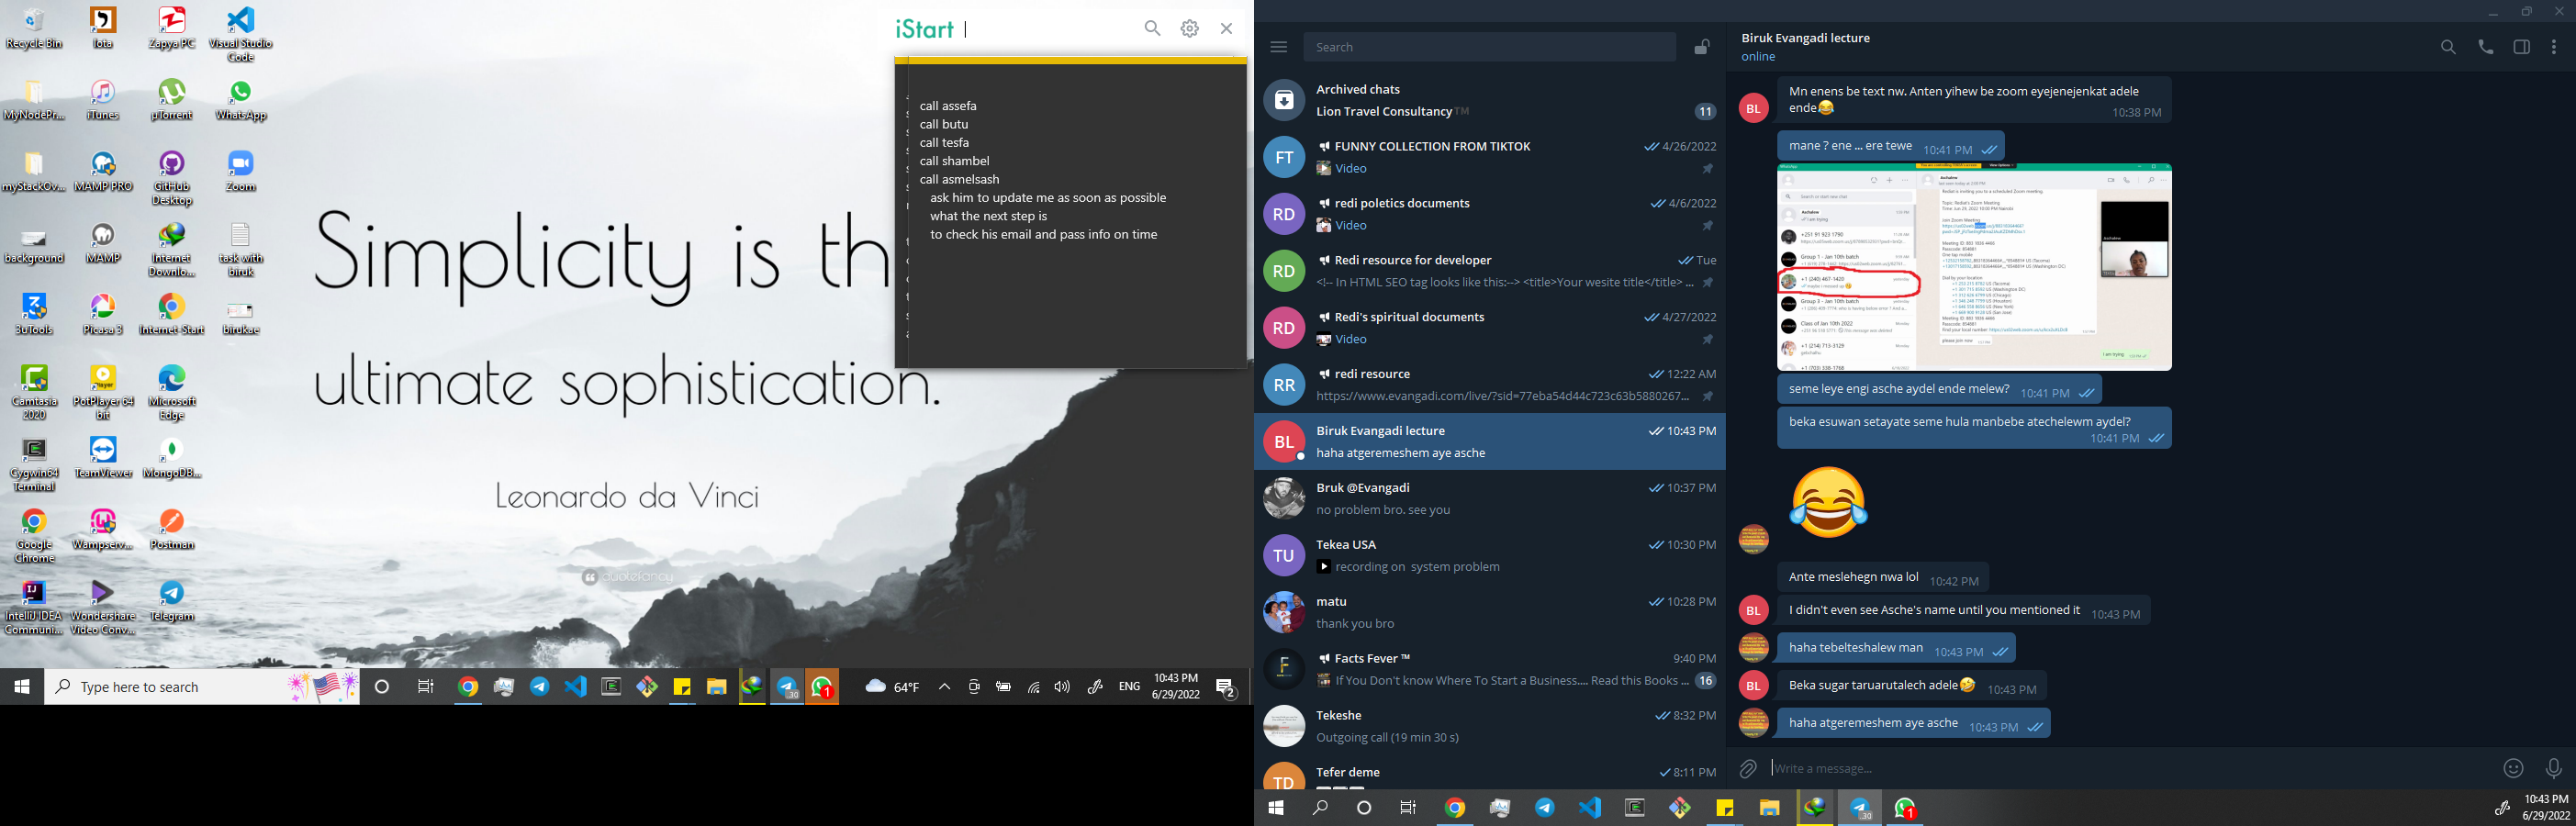 Recycle Bin
Iota
Zapya PC
Visual Studio
Code
MyNodePr...
iTunes
µTorrent
WhatsApp
myStackOv...
MAMP PRO
GitHub
Desktop
Zoom
background
MAMP
Internet
Downlo...
task with
biruk
3uTools
Picasa 3
Internet-Start
birukae
Camtasia
2020
PotPlayer 64
bit
Microsoft
Edge
Cygwin64
Terminal
TeamViewer
MongoDB...
Google
Chrome
Wampserv...
Postman
IntelliJ IDEA
Communi...
Wondershare
Video Conv...
Telegram
Simplicity is th
ultimate sophistication.
Leonardo da Vinci
quotefancy
iStart
call assefa
call butu
call tesfa
call shambel
call asmelsash
ask him to update me as soon as possible
what the next step is
to check his email and pass info on time
Type here to search
64°F
ENG
10:43 PM
6/29/2022
2
Search
Archived chats
Lion Travel Consultancy™
11
FT
FUNNY COLLECTION FROM TIKTOK
4/26/2022
Video
RD
redi poletics documents
4/6/2022
Video
RD
Redi resource for developer
Tue
<!-- In HTML SEO tag looks like this:--> <title>Your wesite title</title> ...
RD
Redi's spiritual documents
4/27/2022
Video
RR
redi resource
12:22 AM
https://www.evangadi.com/live/?sid=77eba54d44c723c63b5880267...
BL
Biruk Evangadi lecture
10:43 PM
haha atgeremeshem aye asche
Bruk @Evangadi
10:37 PM
no problem bro. see you
TU
Tekea USA
10:30 PM
recording on system problem
matu
10:28 PM
thank you bro
Facts Fever ™
9:40 PM
If You Don't know Where To Start a Business.... Read this Books ...
16
Tekeshe
8:32 PM
Outgoing call (19 min 30 s)
TD
Tefer deme
8:11 PM
Biruk Evangadi lecture
online
BL
Mn enens be text nw. Anten yihew be zoom eyejenejenkat adele
ende😂
10:38 PM
mane ? ene ... ere tewe
10:41 PM
seme leye engi asche aydel ende melew?
10:41 PM
beka esuwan setayate seme hula manbebe atechelewm aydel?
10:41 PM
Ante meslehegn nwa lol
10:42 PM
BL
I didn't even see Asche's name until you mentioned it
10:43 PM
haha tebelteshalew man
10:43 PM
BL
Beka sugar taruarutalech adele🤣
10:43 PM
haha atgeremeshem aye asche
10:43 PM
Write a message...
10:43 PM
6/29/2022